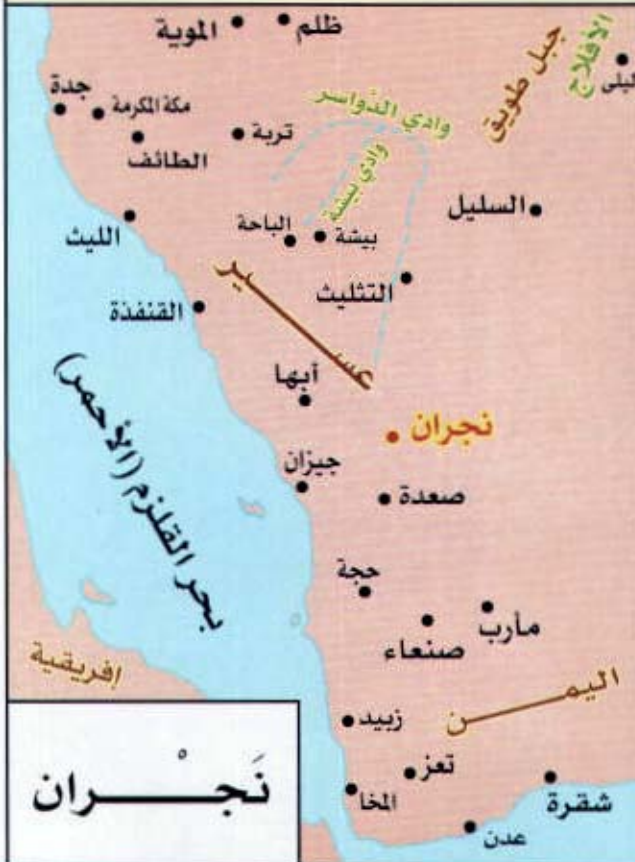 ظلم
الموية
جبل طويق
الأفلاج
ليلى
جدة
مكة المكرمة
الطائف
تربة
وادي الدواسر
وادي بيشة
السليل
الليث
الباحة
بيشة
التثليث
القنفذة
عسير
أبها
نجران
جيزان
صعدة
بحر القلزم (الأحمر)
حجة
مأرب
صنعاء
إفريقية
اليمن
زبيد
تعز
المخا
شقرة
عدن
نَجْران